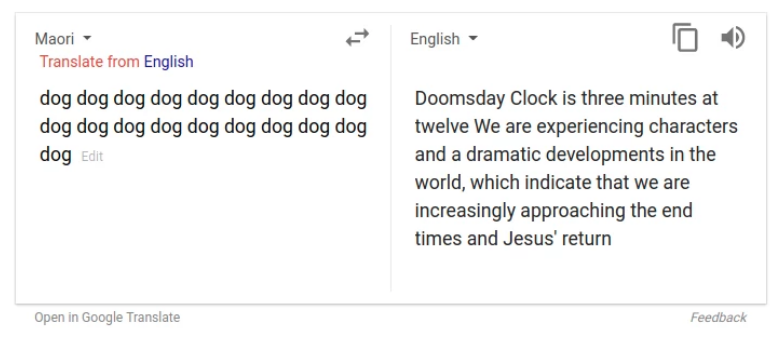 Maori
Translate from English
dog dog dog dog dog dog dog dog dog
dog dog dog dog dog dog dog dog dog
dog Edit
English
Doomsday Clock is three minutes at
twelve We are experiencing characters
and a dramatic developments in the
world, which indicate that we are
increasingly approaching the end
times and Jesus' return
Open in Google Translate
Feedback